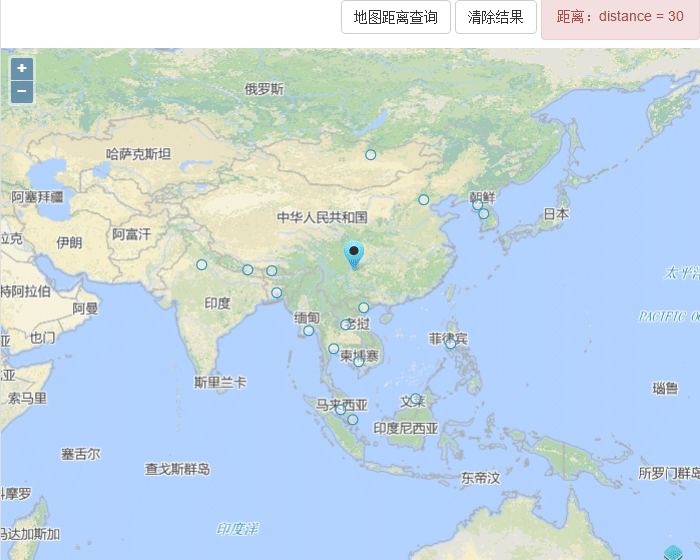 地图距离查询
清除结果
距离：distance = 30
+
−
俄罗斯
哈萨克斯坦
阿塞拜疆
朝鲜
中华人民共和国
日本
拉克
伊朗
阿富汗
太平洋
特阿拉伯
阿曼
印度
缅甸
老挝
PACIFIC OC
亚
也门
菲律宾
柬埔寨
亚
索马里
斯里兰卡
瑙鲁
马来西亚
文莱
印度尼西亚
塞舌尔
查戈斯群岛
东帝汶
所罗门群岛
科摩罗
马达加斯加
印度洋